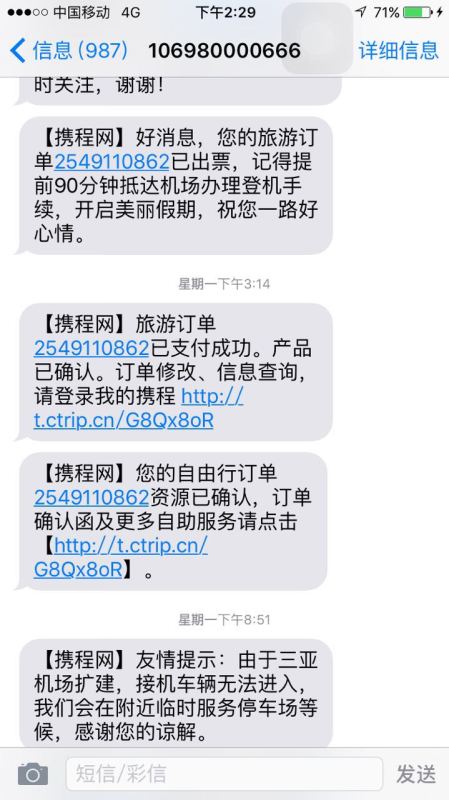 中国移动 4G 下午2:29 71%
信息(987) 106980000666 详细信息
时关注，谢谢！
【携程网】好消息，您的旅游订
单2549110862已出票，记得提
前90分钟抵达机场办理登机手
续，开启美丽假期，祝您一路好
心情。
星期一下午3:14
【携程网】旅游订单
2549110862已支付成功。产品
已确认。订单修改、信息查询，
请登录我的携程 http://
t.ctrip.cn/G8Qx8oR
【携程网】您的自由行订单
2549110862资源已确认，订单
确认函及更多自助服务请点击
【http://t.ctrip.cn/
G8Qx8oR】。
星期一下午8:51
【携程网】友情提示：由于三亚
机场扩建，接机车辆无法进入，
我们会在附近临时服务停车场等
候，感谢您的谅解。
短信/彩信 发送